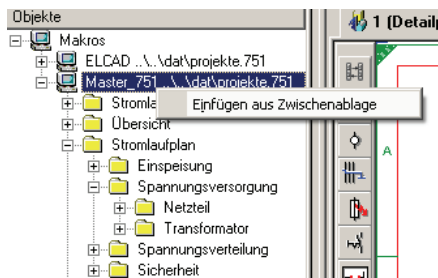 Objekte
1 (Detail
Makros
ELCAD ..\..\dat\projekte.751
Master_751 ..\..\dat\projekte.751
Stromla
Einfügen aus Zwischenablage
Übersicht
Stromlaufplan
A
Einspeisung
Spannungsversorgung
Netzteil
Transformator
Spannungsverteilung
Sicherheit